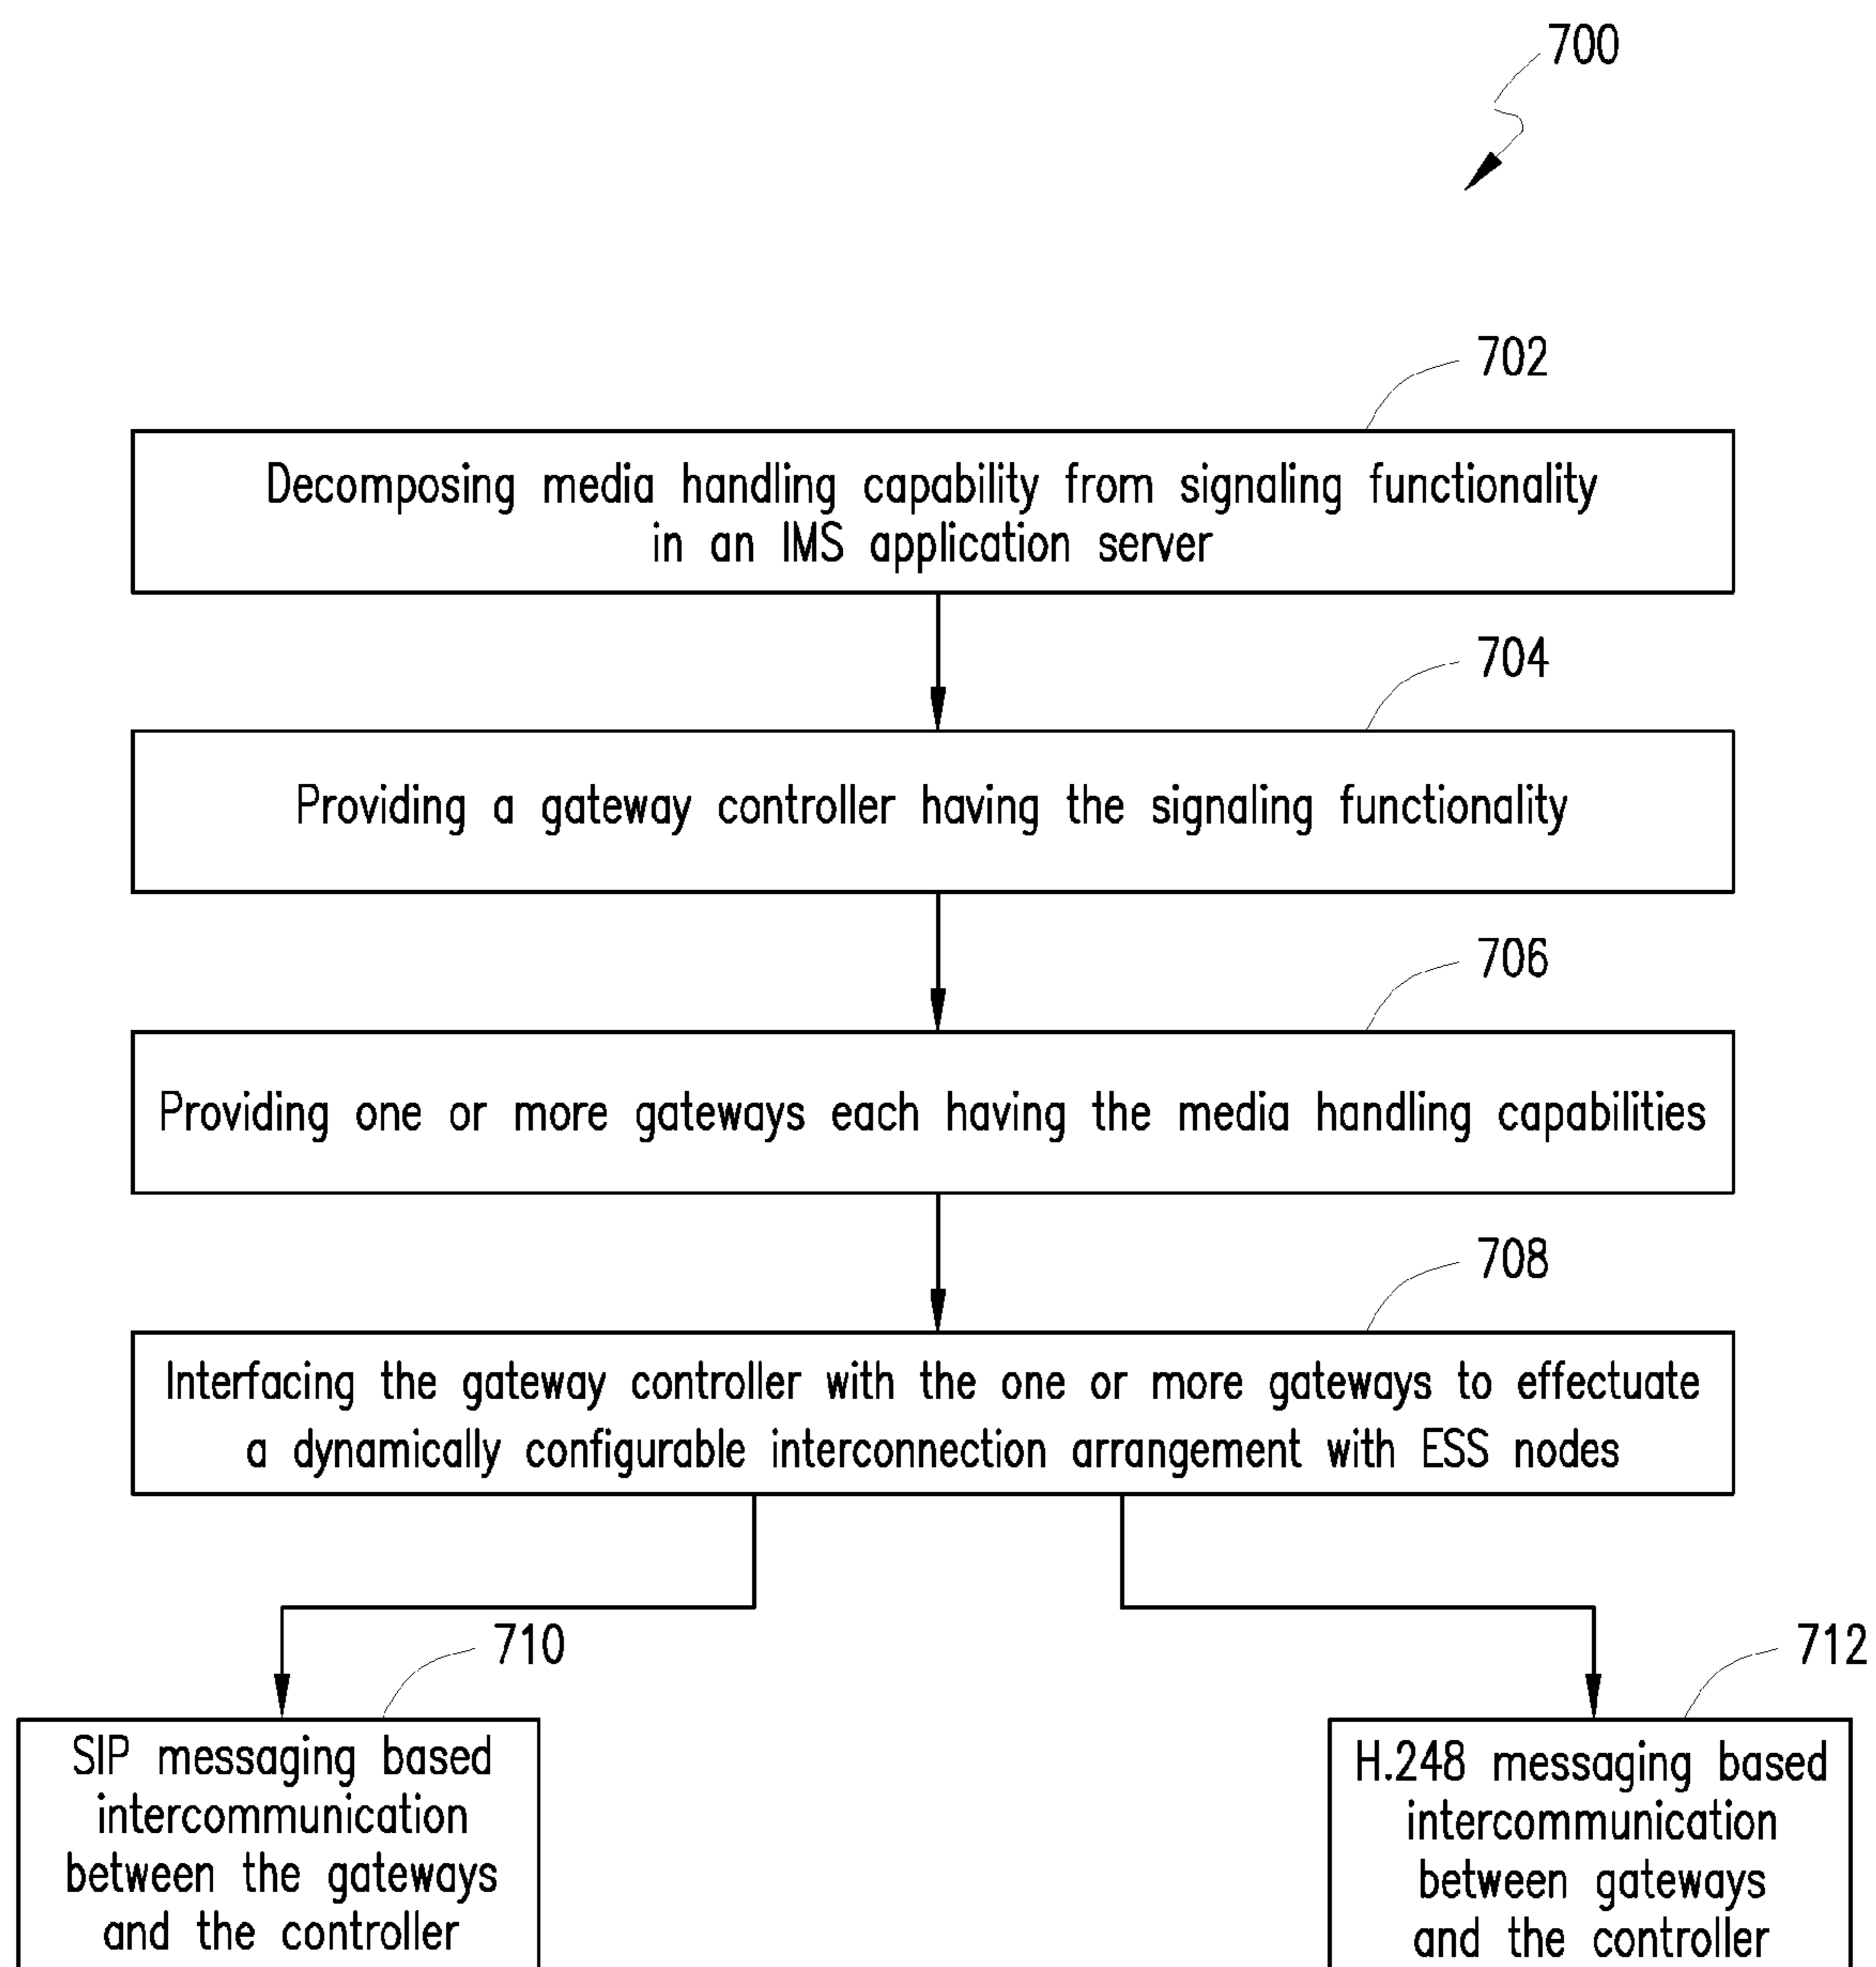 700
702
Decomposing media handling capability from signaling functionality
in an IMS application server
704
Providing a gateway controller having the signaling functionality
706
Providing one or more gateways each having the media handling capabilities
708
Interfacing the gateway controller with the one or more gateways to effectuate
a dynamically configurable interconnection arrangement with ESS nodes
710
SIP messaging based
intercommunication
between the gateways
and the controller
712
H.248 messaging based
intercommunication
between gateways
and the controller